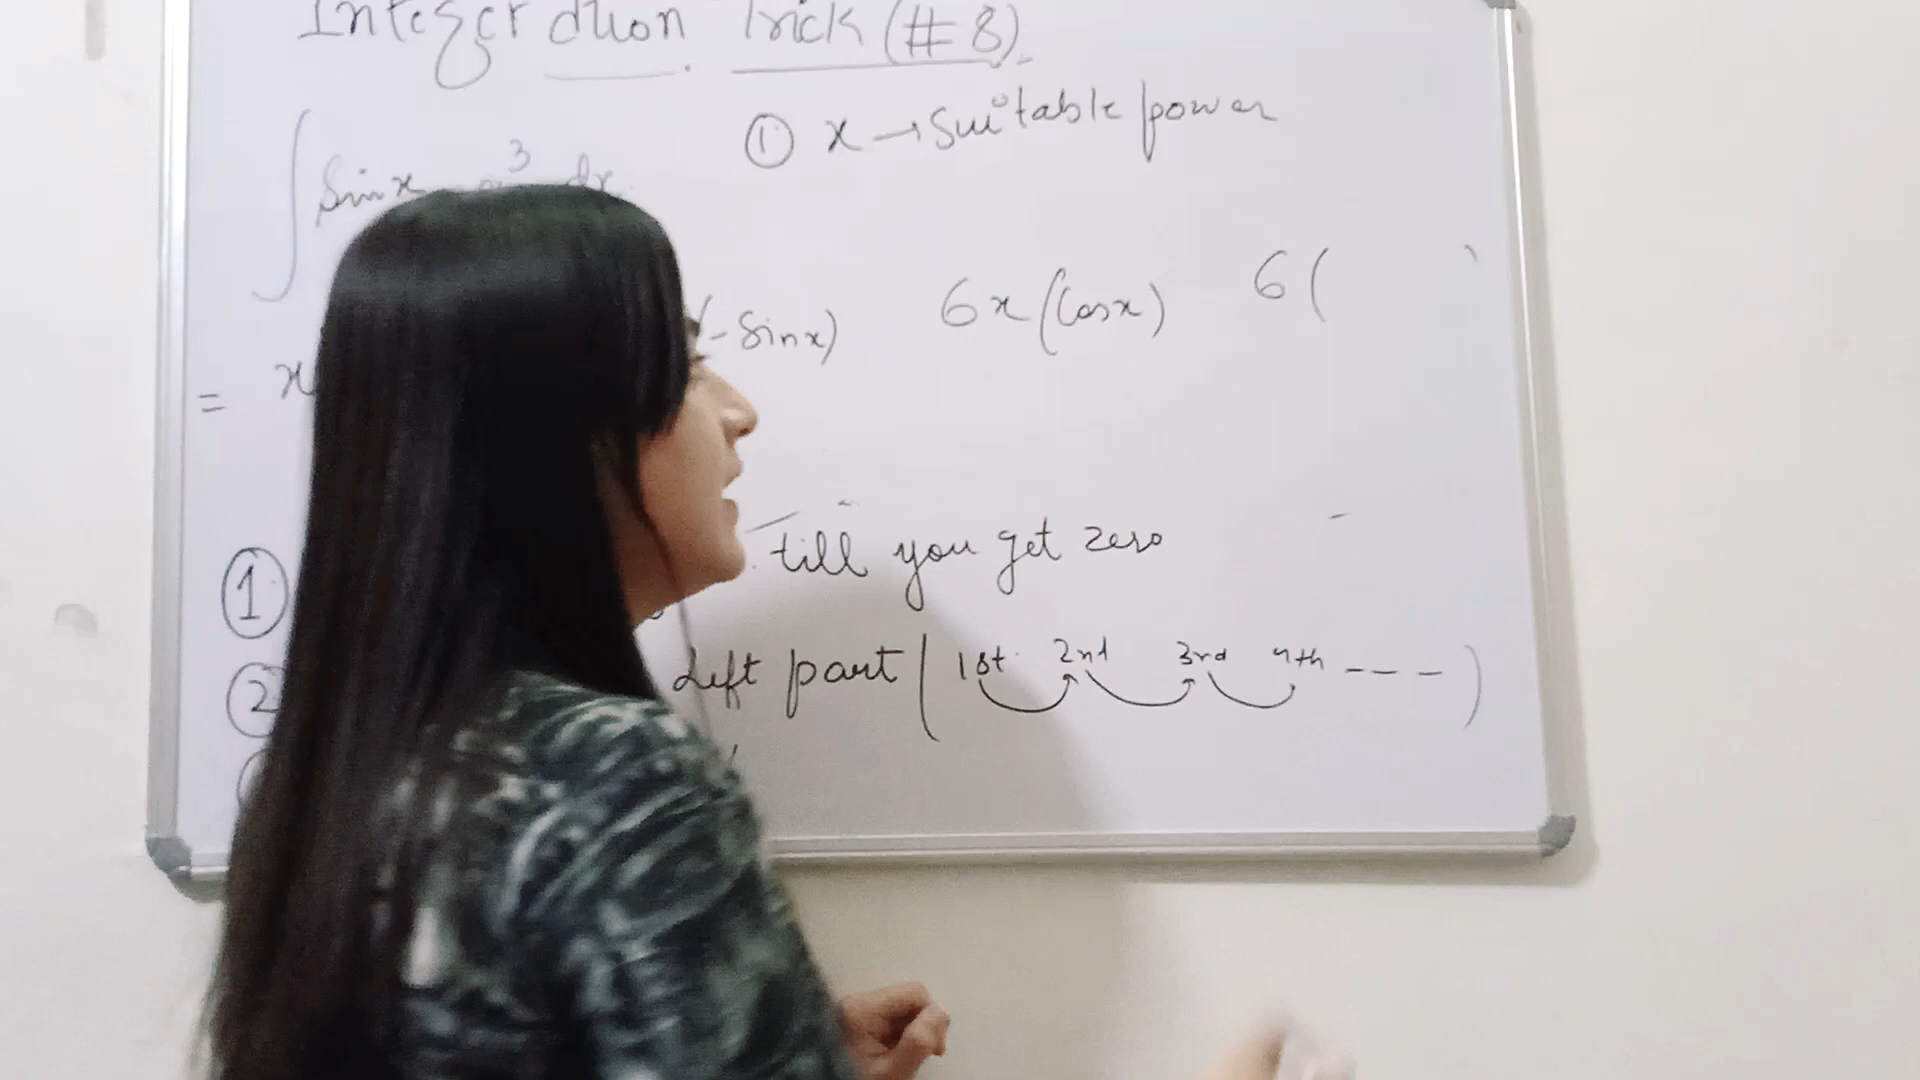 Integration Trick (#8)
① x → Suitable power
∫ Sinx x³ dx
= x (-Sinx) 6x (Cosx) 6 (
① till you get zero
② Left part ( 1st 2nd 3rd 4th - - - )